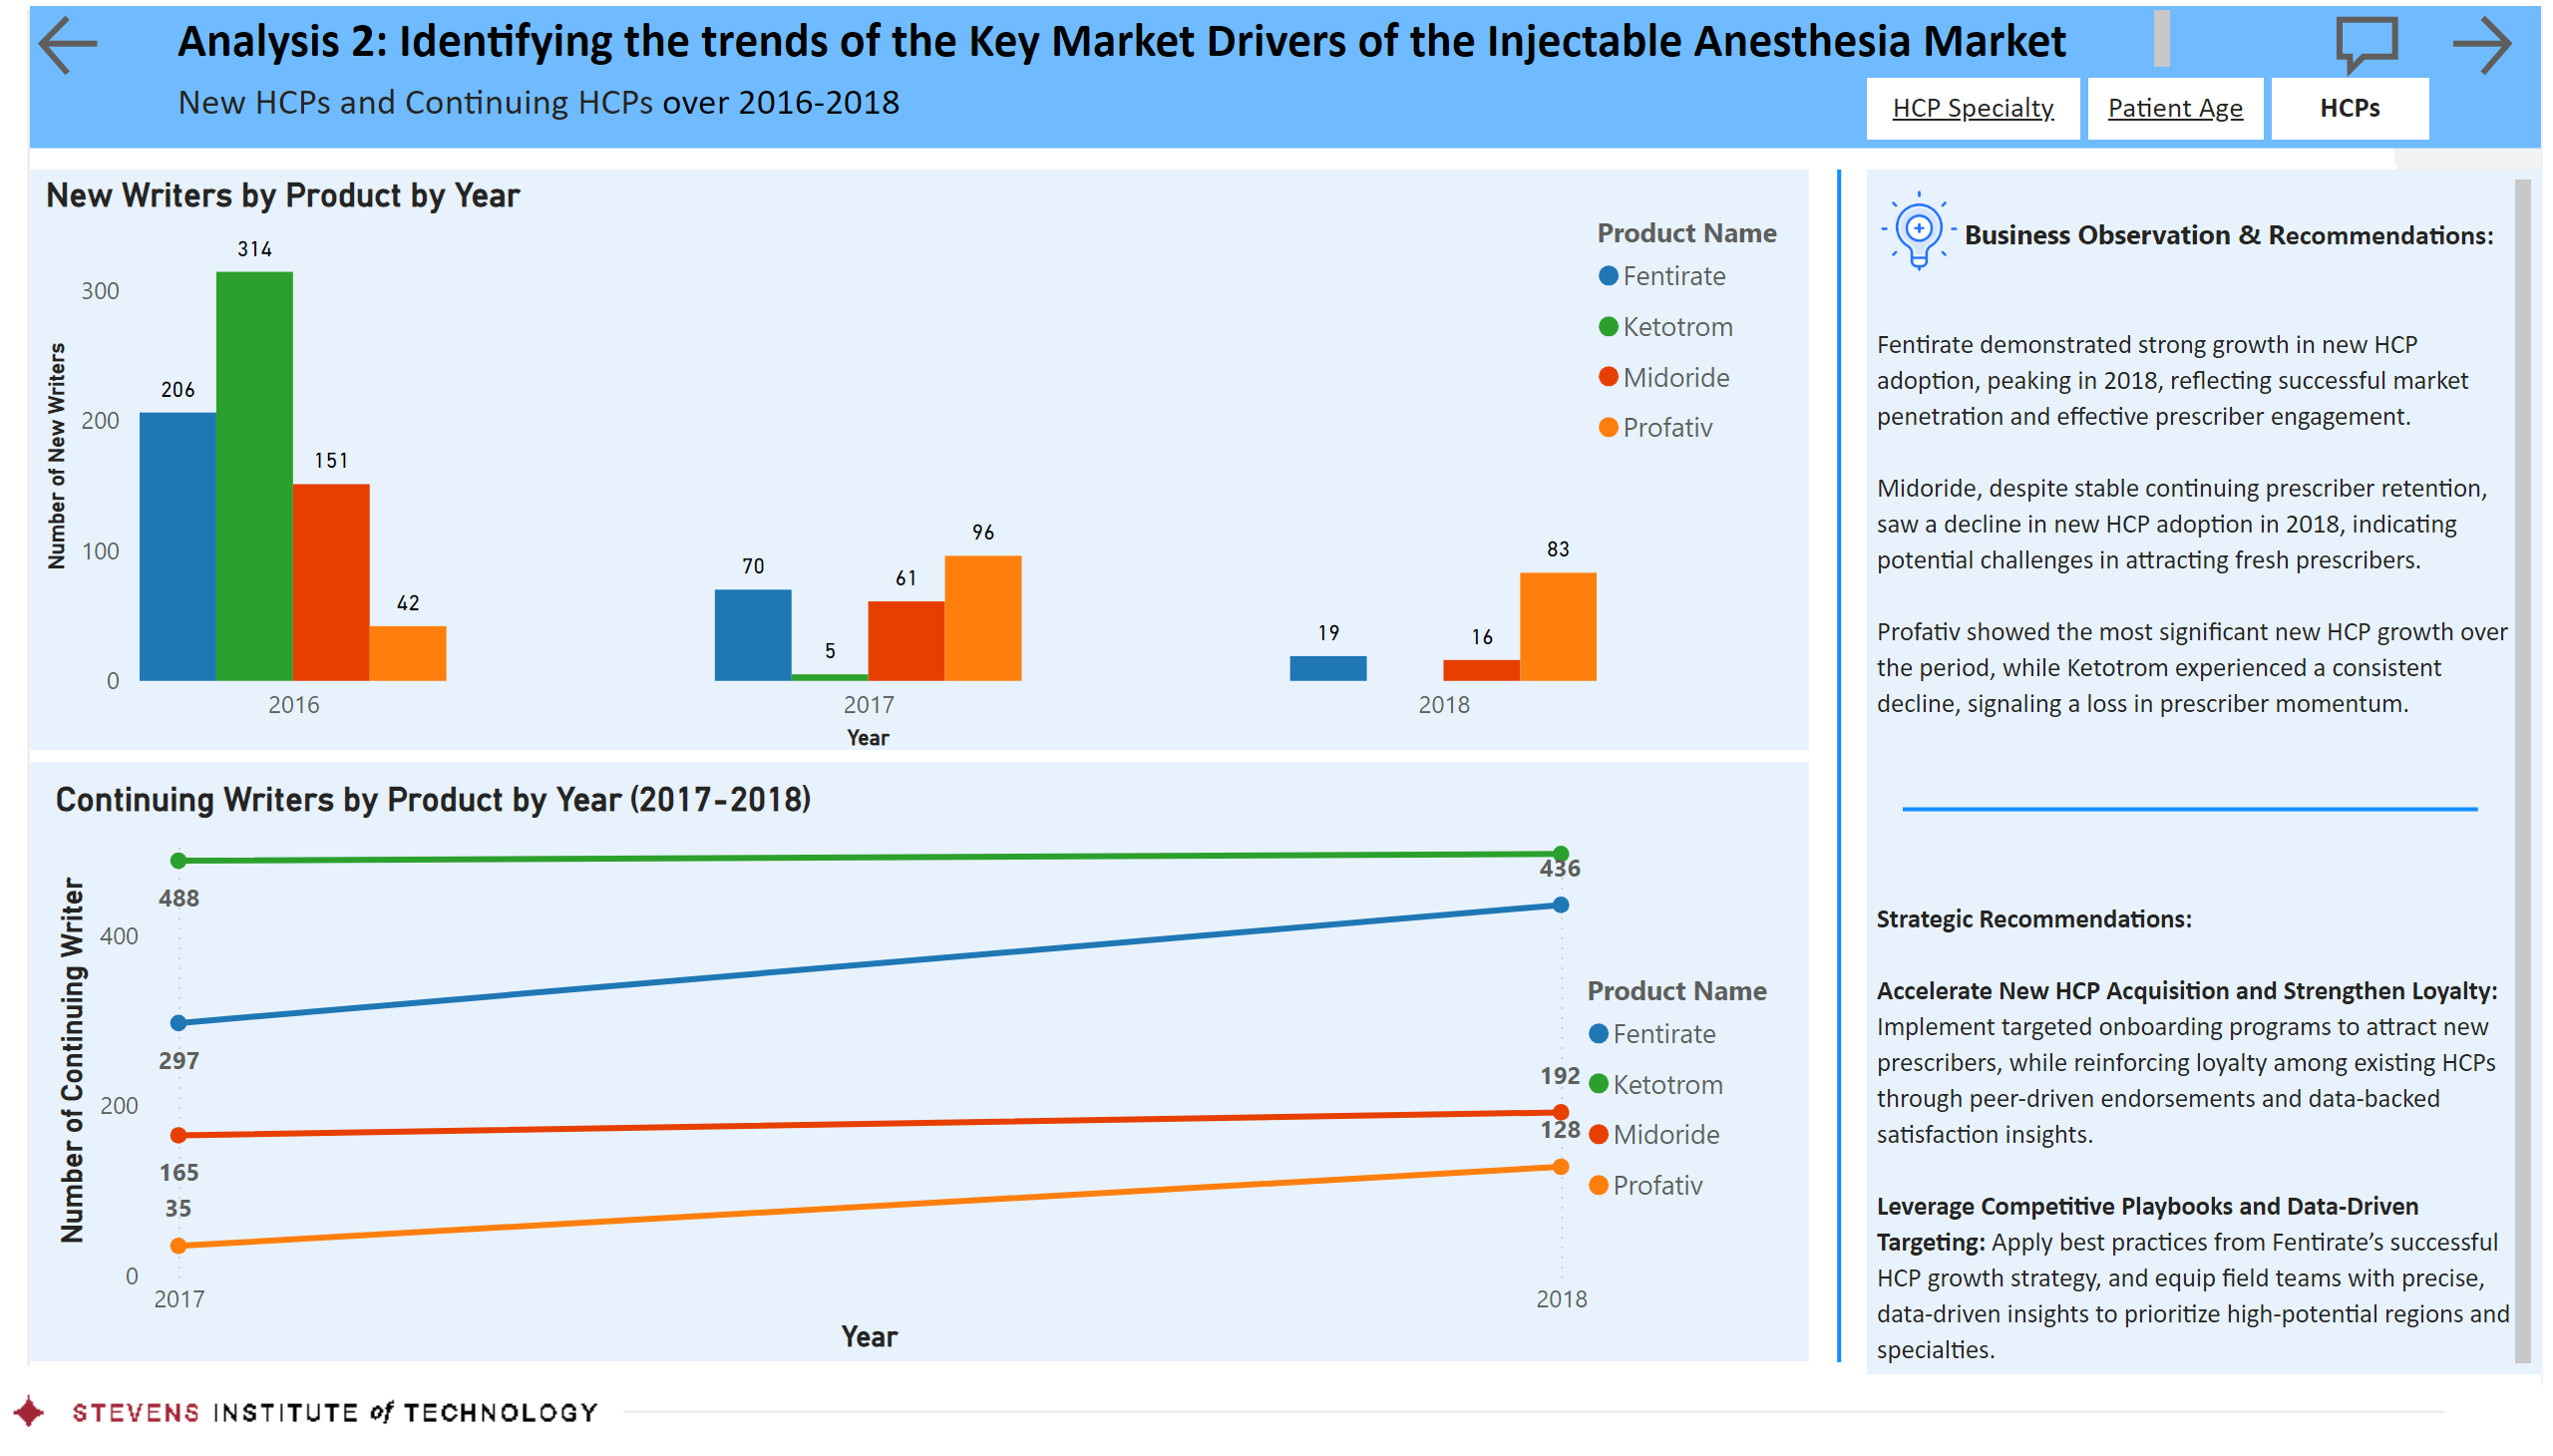 Analysis 2: Identifying the trends of the Key Market Drivers of the Injectable Anesthesia Market
New HCPs and Continuing HCPs over 2016-2018
HCP Specialty
Patient Age
HCPs
New Writers by Product by Year
Number of New Writers
300
200
100
0
206
314
151
42
70
5
61
96
19
16
83
2016
2017
2018
Year
Product Name
Fentirate
Ketotrom
Midoride
Profativ
Continuing Writers by Product by Year (2017-2018)
Number of Continuing Writer
400
200
0
488
297
165
35
436
192
128
2017
2018
Year
Product Name
Fentirate
Ketotrom
Midoride
Profativ
Business Observation & Recommendations:
Fentirate demonstrated strong growth in new HCP
adoption, peaking in 2018, reflecting successful market
penetration and effective prescriber engagement.
Midoride, despite stable continuing prescriber retention,
saw a decline in new HCP adoption in 2018, indicating
potential challenges in attracting fresh prescribers.
Profativ showed the most significant new HCP growth over
the period, while Ketotrom experienced a consistent
decline, signaling a loss in prescriber momentum.
Strategic Recommendations:
Accelerate New HCP Acquisition and Strengthen Loyalty:
Implement targeted onboarding programs to attract new
prescribers, while reinforcing loyalty among existing HCPs
through peer-driven endorsements and data-backed
satisfaction insights.
Leverage Competitive Playbooks and Data-Driven
Targeting: Apply best practices from Fentirate’s successful
HCP growth strategy, and equip field teams with precise,
data-driven insights to prioritize high-potential regions and
specialties.
STEVENS INSTITUTE of TECHNOLOGY